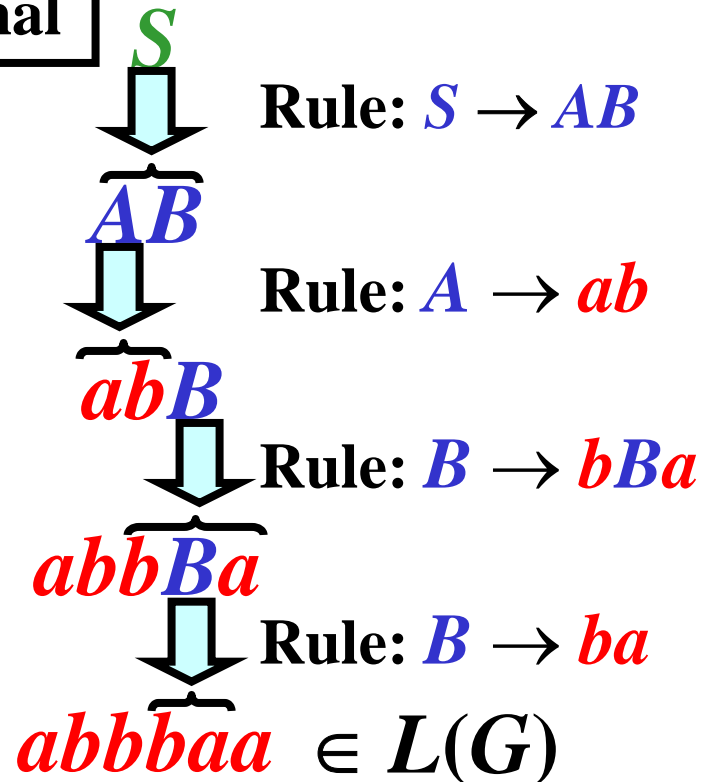 nal
S
Rule: S → AB
AB
Rule: A → ab
abB
Rule: B → bBa
abbBa
Rule: B → ba
abbbaa ∈ L(G)